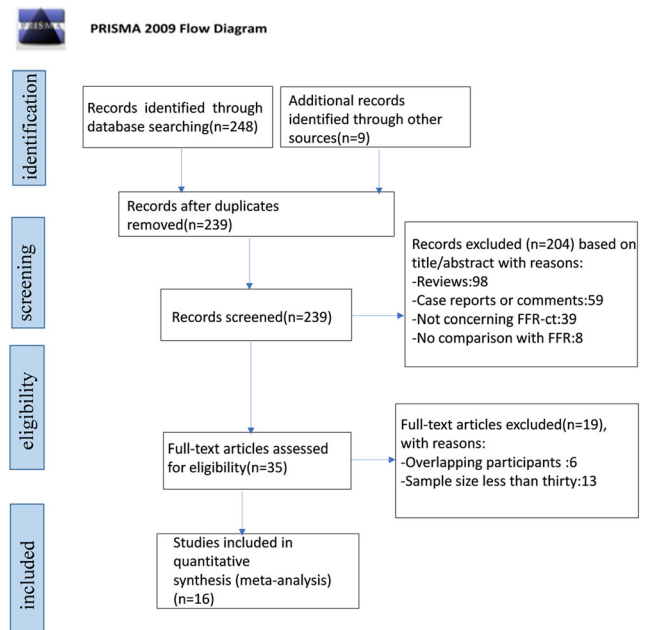 PRISMA
PRISMA 2009 Flow Diagram
identification
Records identified through
database searching(n=248)
Additional records
identified through other
sources(n=9)
Records after duplicates
removed(n=239)
screening
Records screened(n=239)
Records excluded (n=204) based on
title/abstract with reasons:
-Reviews:98
-Case reports or comments:59
-Not concerning FFR-ct:39
-No comparison with FFR:8
eligibility
Full-text articles assessed
for eligibility(n=35)
Full-text articles excluded(n=19),
with reasons:
-Overlapping participants :6
-Sample size less than thirty:13
included
Studies included in
quantitative
synthesis (meta-analysis)
(n=16)